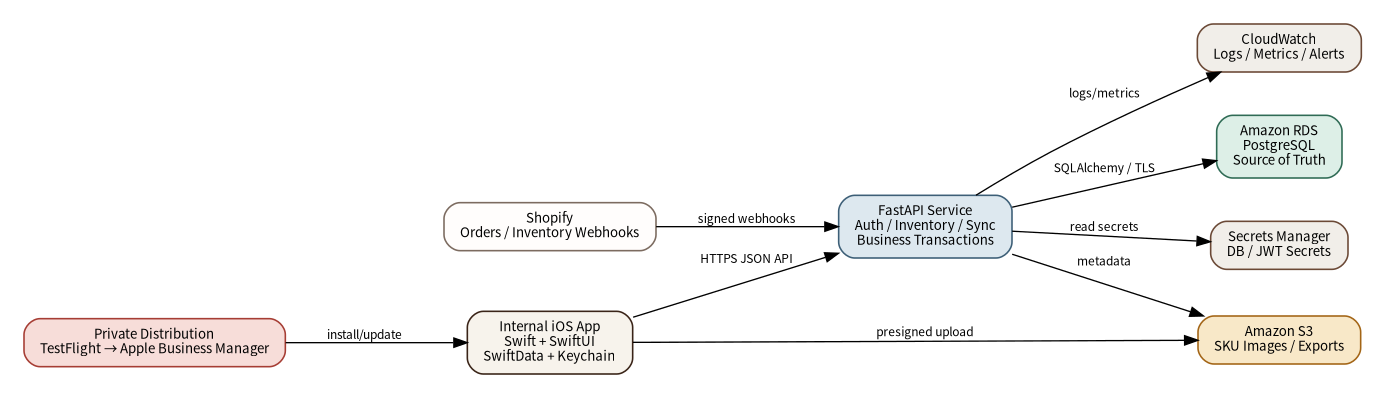 CloudWatch
Logs / Metrics / Alerts
logs/metrics
Amazon RDS
PostgreSQL
Source of Truth
SQLAlchemy / TLS
Shopify
Orders / Inventory Webhooks
signed webhooks
FastAPI Service
Auth / Inventory / Sync
Business Transactions
read secrets
Secrets Manager
DB / JWT Secrets
HTTPS JSON API
metadata
Private Distribution
TestFlight → Apple Business Manager
install/update
Internal iOS App
Swift + SwiftUI
SwiftData + Keychain
presigned upload
Amazon S3
SKU Images / Exports